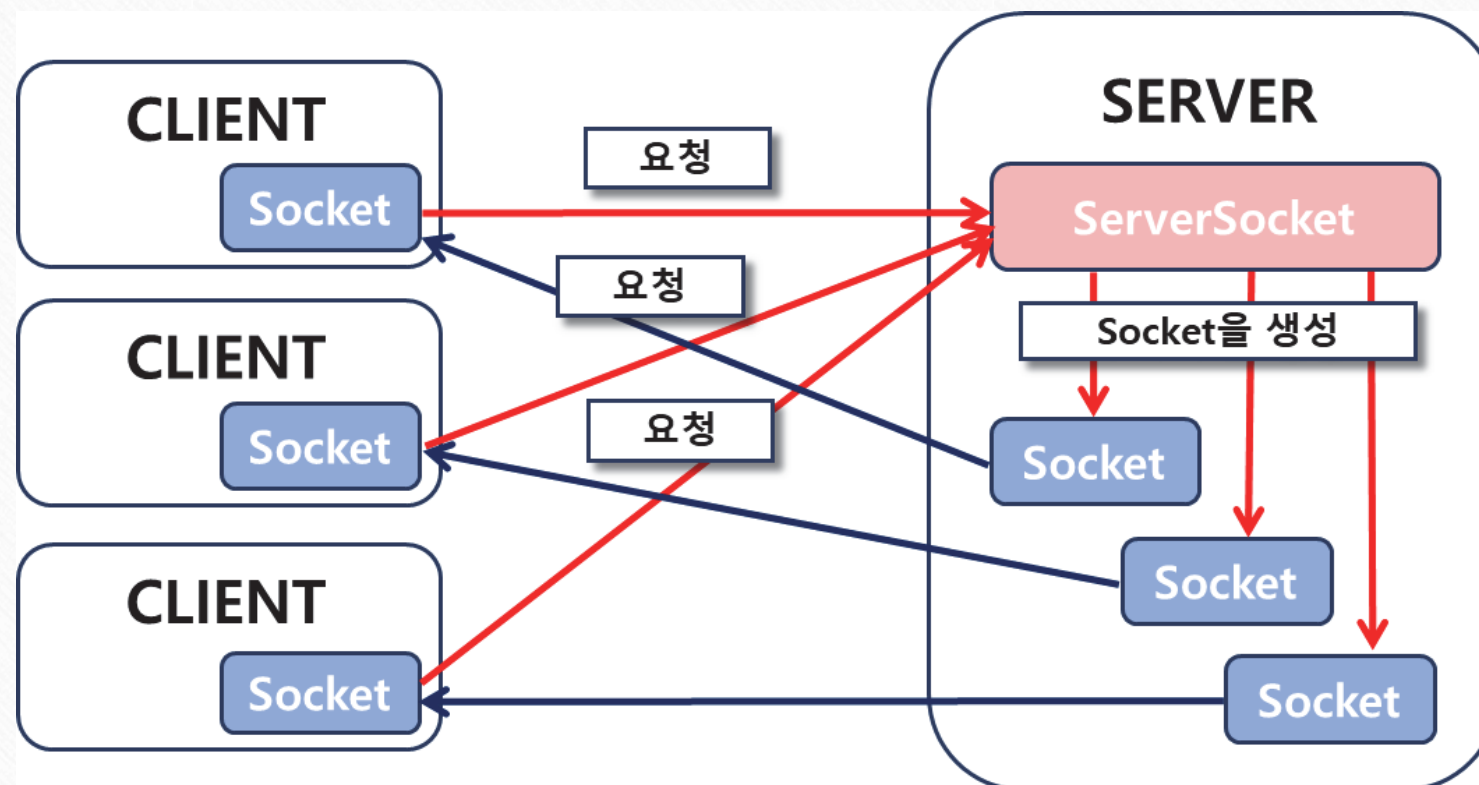 CLIENT
Socket
요청
SERVER
ServerSocket
요청
Socket을 생성
CLIENT
Socket
요청
Socket
Socket
CLIENT
Socket
Socket